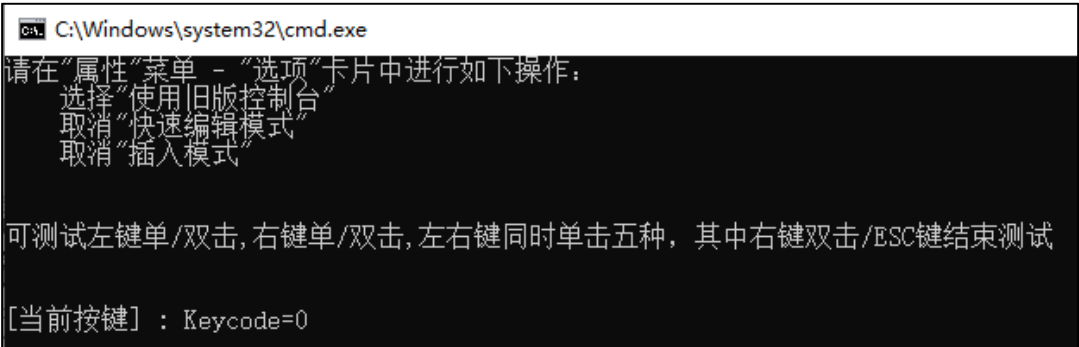 C:\Windows\system32\cmd.exe
请在"属性"菜单 - "选项"卡片中进行如下操作：
选择"使用旧版控制台"
取消"快速编辑模式"
取消"插入模式"
可测试左键单/双击,右键单/双击,左右键同时单击五种，其中右键双击/ESC键结束测试
[当前按键] : Keycode=0